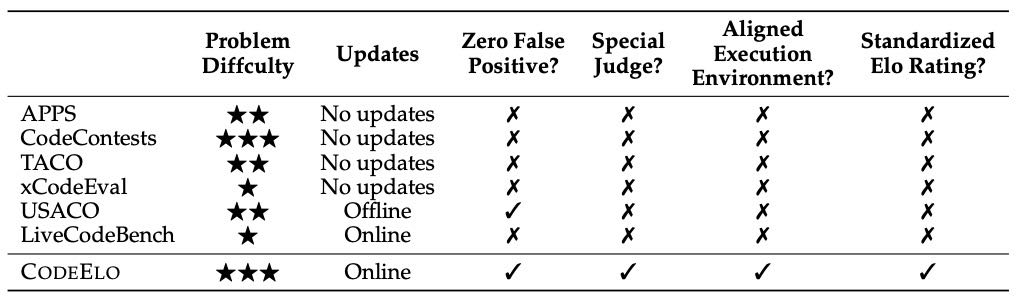 Problem Diffculty Updates Zero False Positive? Special Judge? Aligned Execution Environment? Standardized Elo Rating?
APPS ★★ No updates ✗ ✗ ✗ ✗
CodeContests ★★★ No updates ✗ ✗ ✗ ✗
TACO ★★ No updates ✗ ✗ ✗ ✗
xCodeEval ★ No updates ✗ ✗ ✗ ✗
USACO ★★ Offline ✓ ✗ ✗ ✗
LiveCodeBench ★ Online ✗ ✗ ✗ ✗
CODEELO ★★★ Online ✓ ✓ ✓ ✓